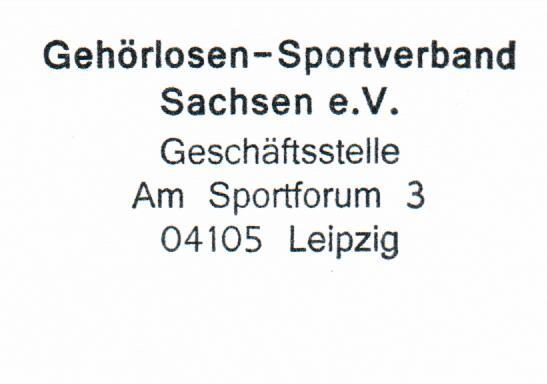 Gehörlosen-Sportverband
Sachsen e.V.
Geschäftsstelle
Am Sportforum 3
04105 Leipzig